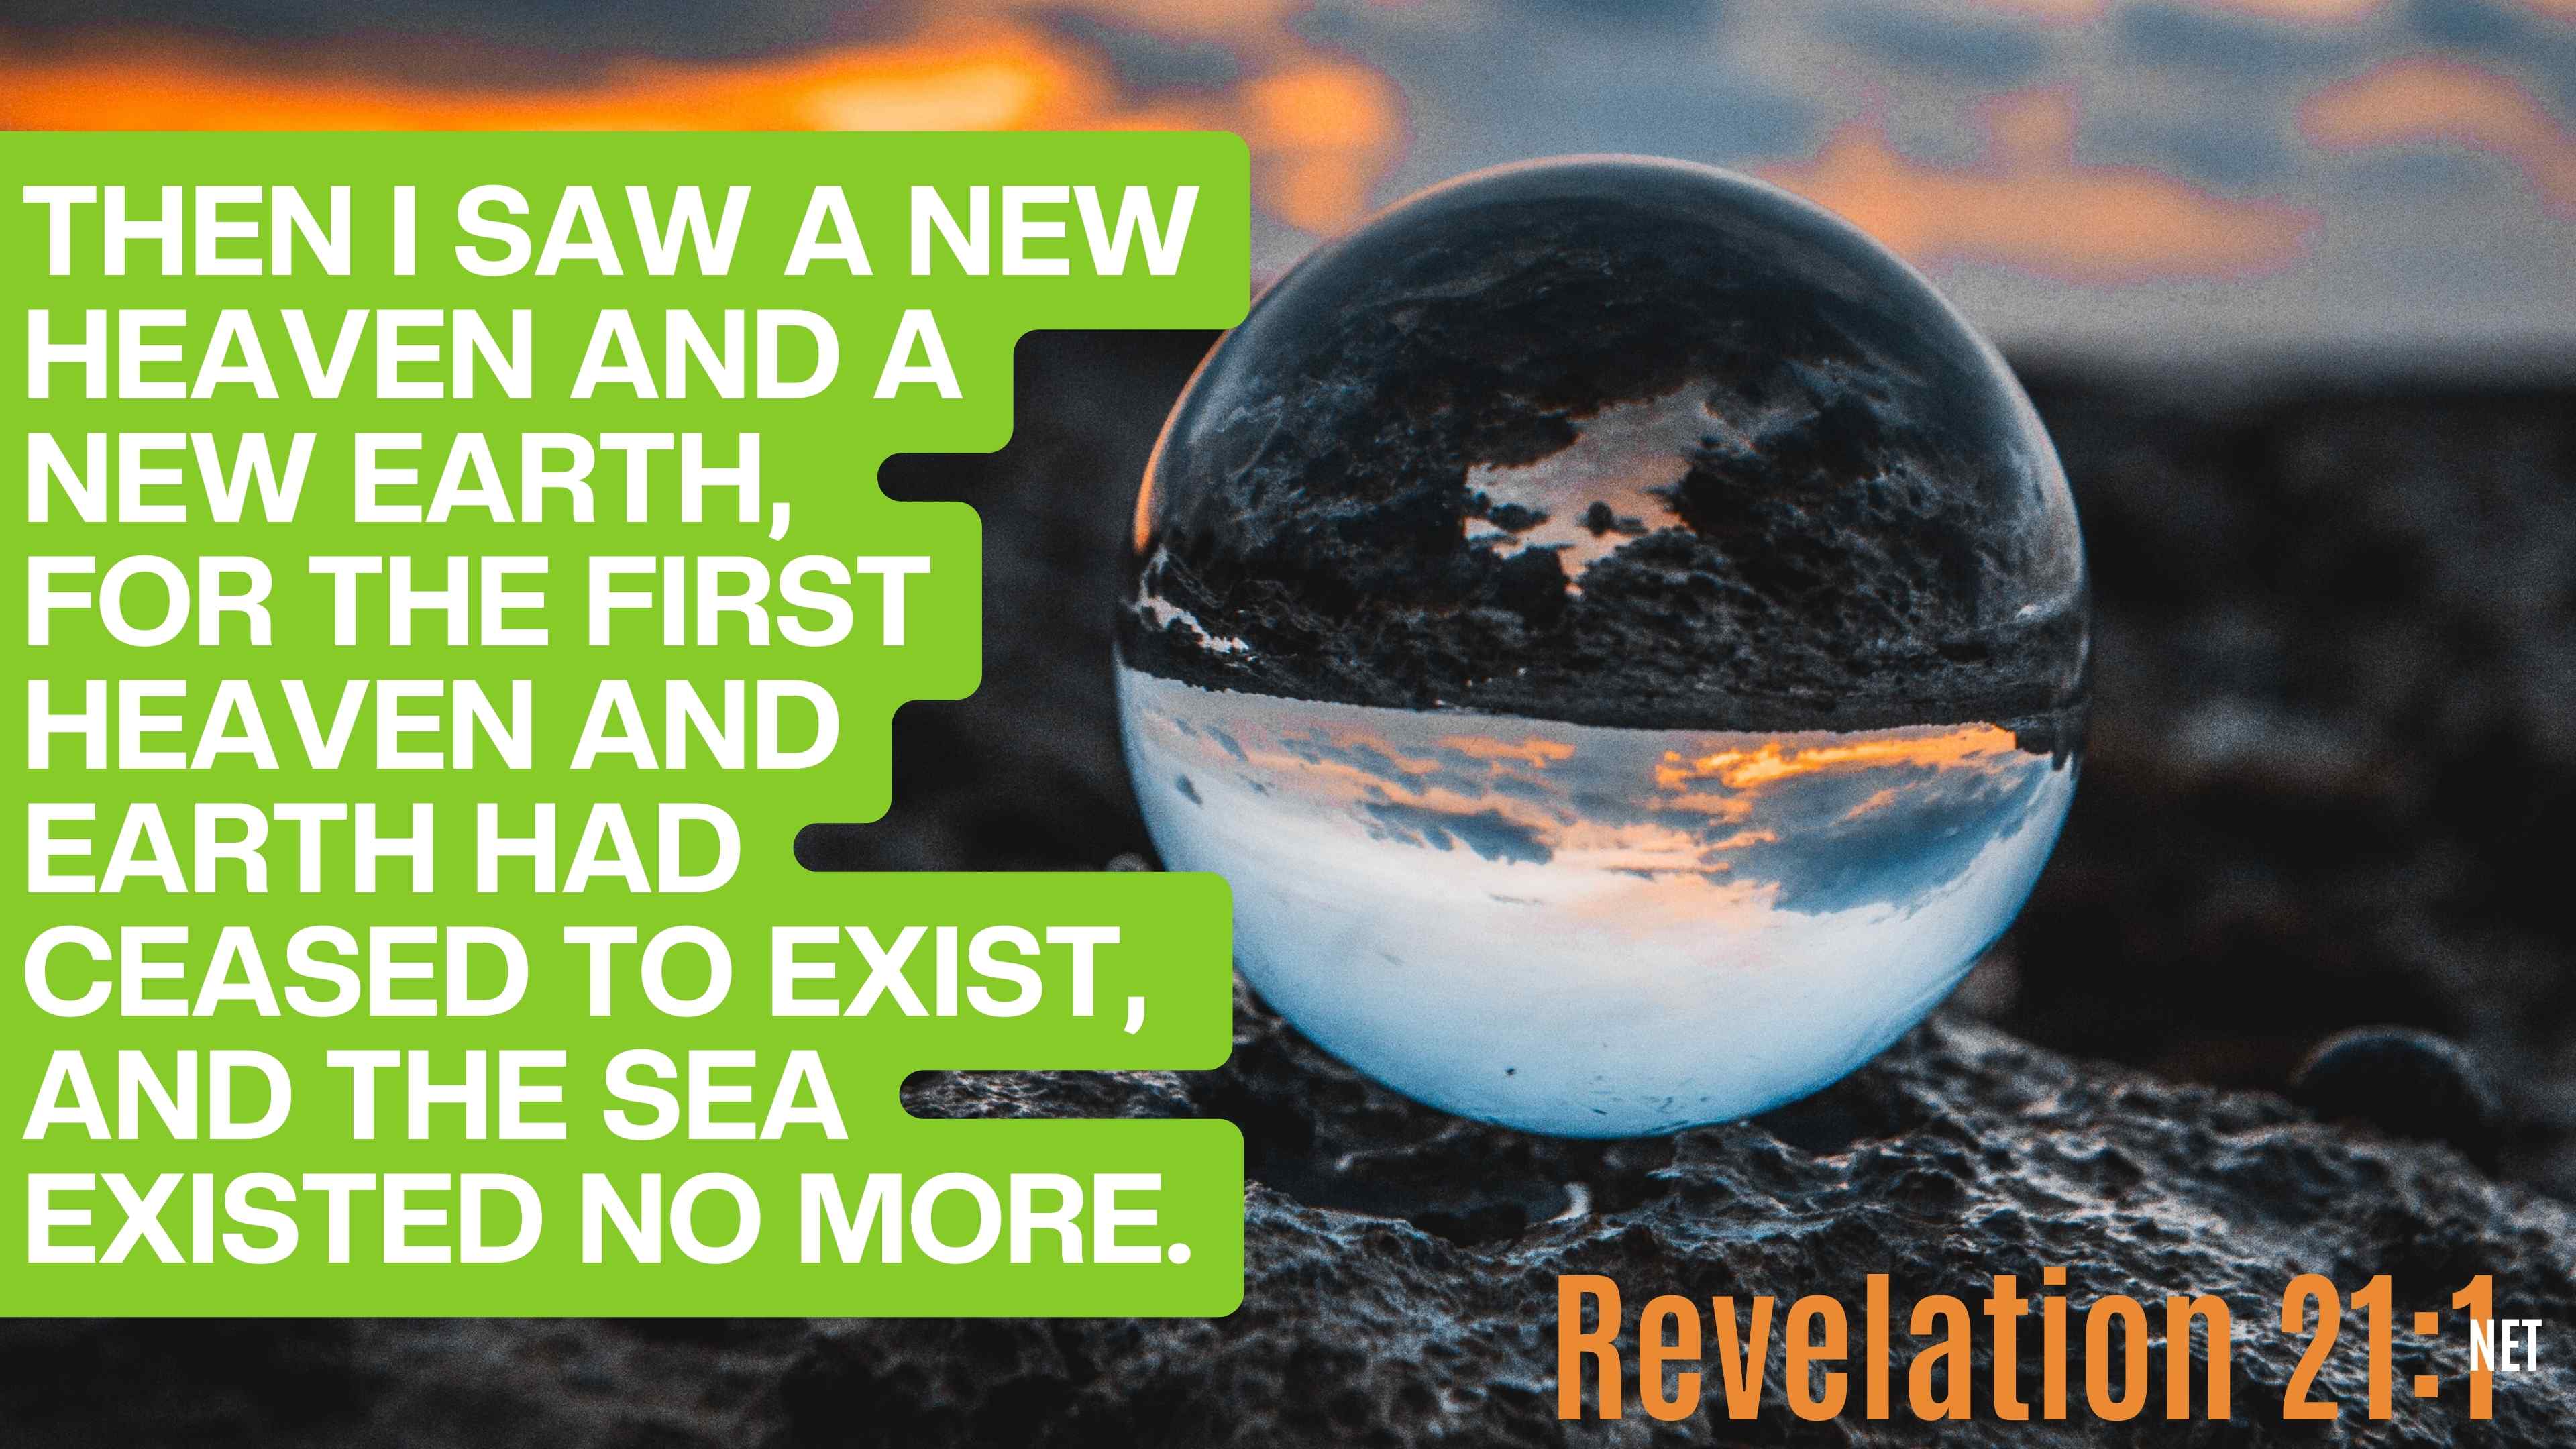 THEN I SAW A NEW
HEAVEN AND A
NEW EARTH,
FOR THE FIRST
HEAVEN AND
EARTH HAD
CEASED TO EXIST,
AND THE SEA
EXISTED NO MORE.
Revelation 21:1
NET